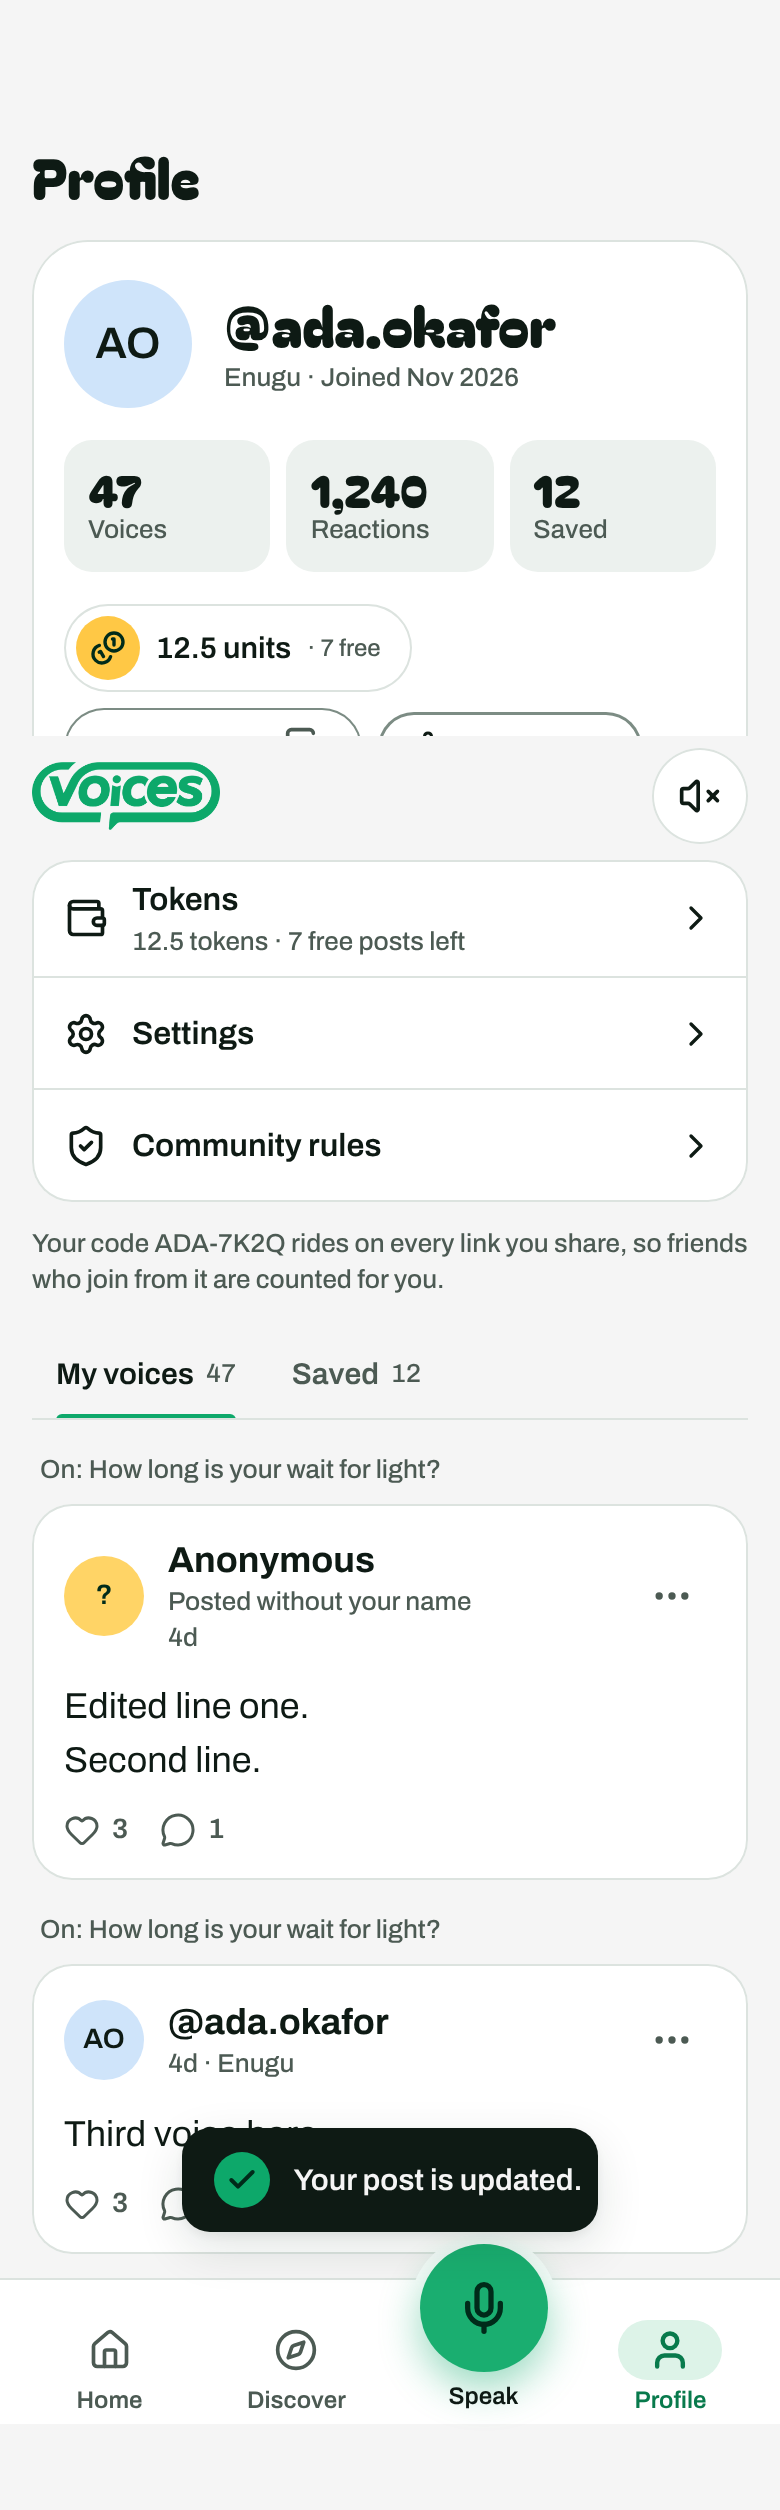 Profile
AO
@ada.okafor
Enugu · Joined Nov 2026
47
Voices
1,240
Reactions
12
Saved
12.5 units · 7 free
voices
Tokens
12.5 tokens · 7 free posts left
Settings
Community rules
Your code ADA-7K2Q rides on every link you share, so friends
who join from it are counted for you.
My voices 47
Saved 12
On: How long is your wait for light?
?
Anonymous
Posted without your name
4d
Edited line one.
Second line.
3 1
On: How long is your wait for light?
AO
@ada.okafor
4d · Enugu
Third
3
Your post is updated.
Home
Discover
Speak
Profile